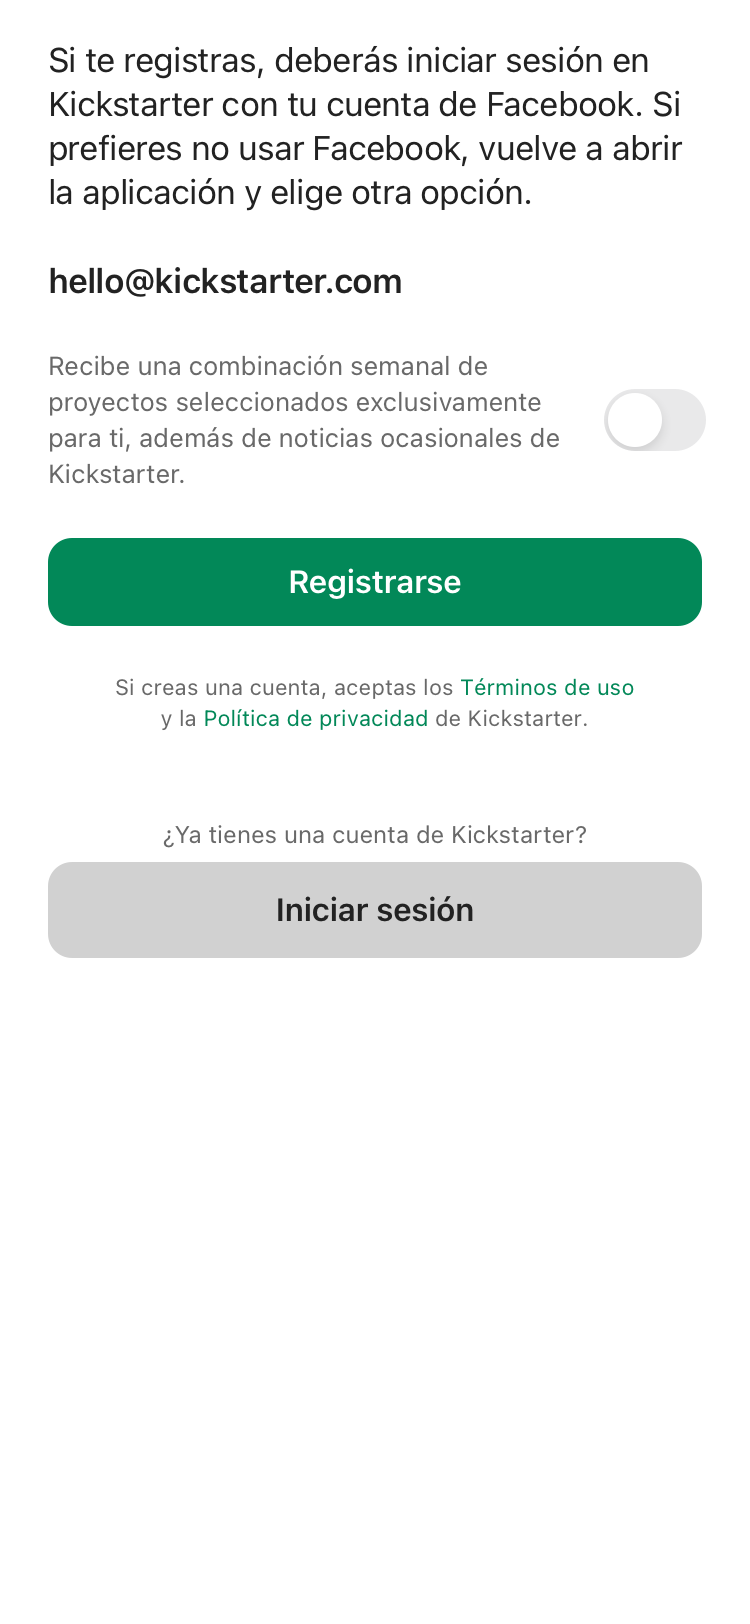 Si te registras, deberás iniciar sesión en
Kickstarter con tu cuenta de Facebook. Si
prefieres no usar Facebook, vuelve a abrir
la aplicación y elige otra opción.
hello@kickstarter.com
Recibe una combinación semanal de
proyectos seleccionados exclusivamente
para ti, además de noticias ocasionales de
Kickstarter.
Registrarse
Si creas una cuenta, aceptas los Términos de uso
y la Política de privacidad de Kickstarter.
¿Ya tienes una cuenta de Kickstarter?
Iniciar sesión